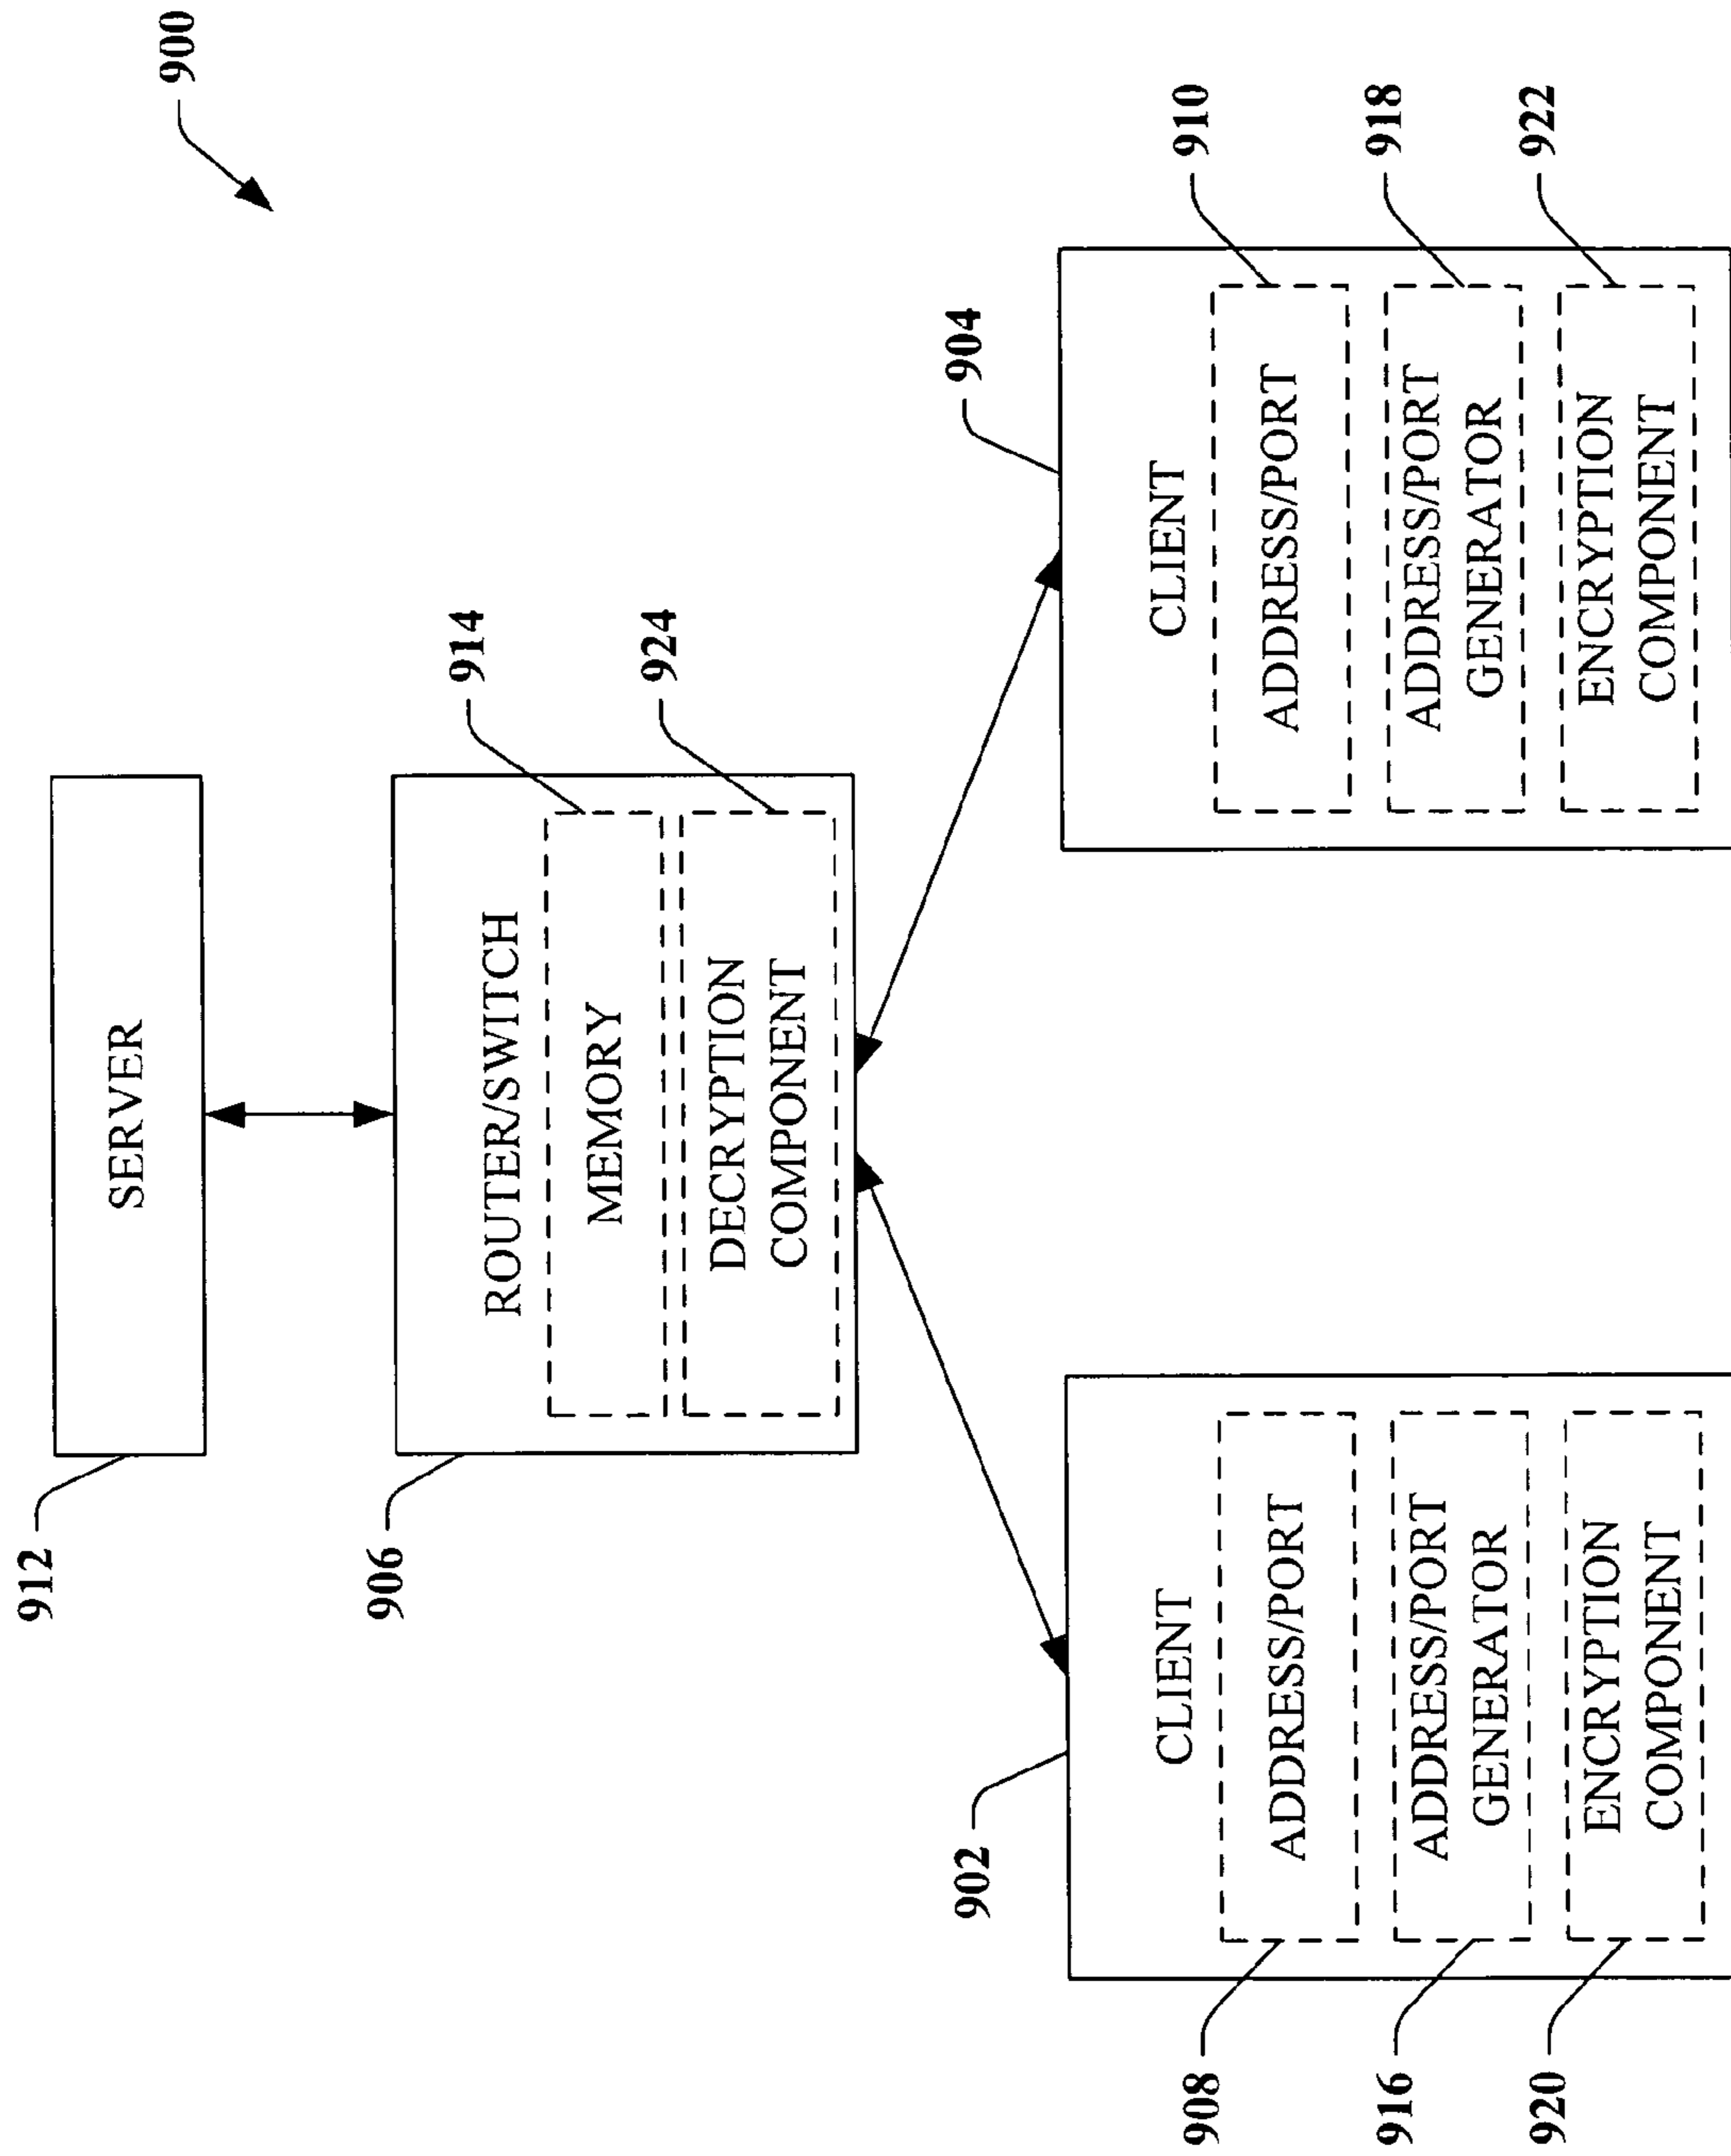 900
912
SERVER
906
ROUTER/SWITCH
914
MEMORY
924
DECRYPTION
COMPONENT
902
CLIENT
908
ADDRESS/PORT
916
ADDRESS/PORT
GENERATOR
920
ENCRYPTION
COMPONENT
904
CLIENT
910
ADDRESS/PORT
918
ADDRESS/PORT
GENERATOR
922
ENCRYPTION
COMPONENT